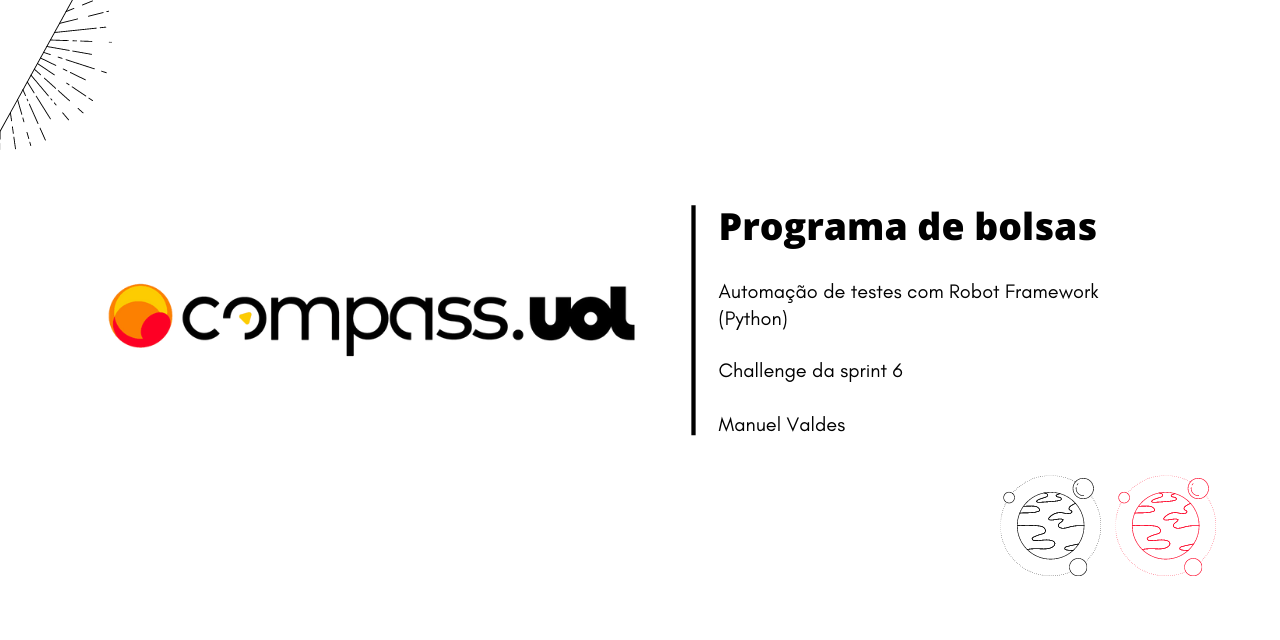 compass.uol
Programa de bolsas
Automação de testes com Robot Framework
(Python)
Challenge da sprint 6
Manuel Valdes